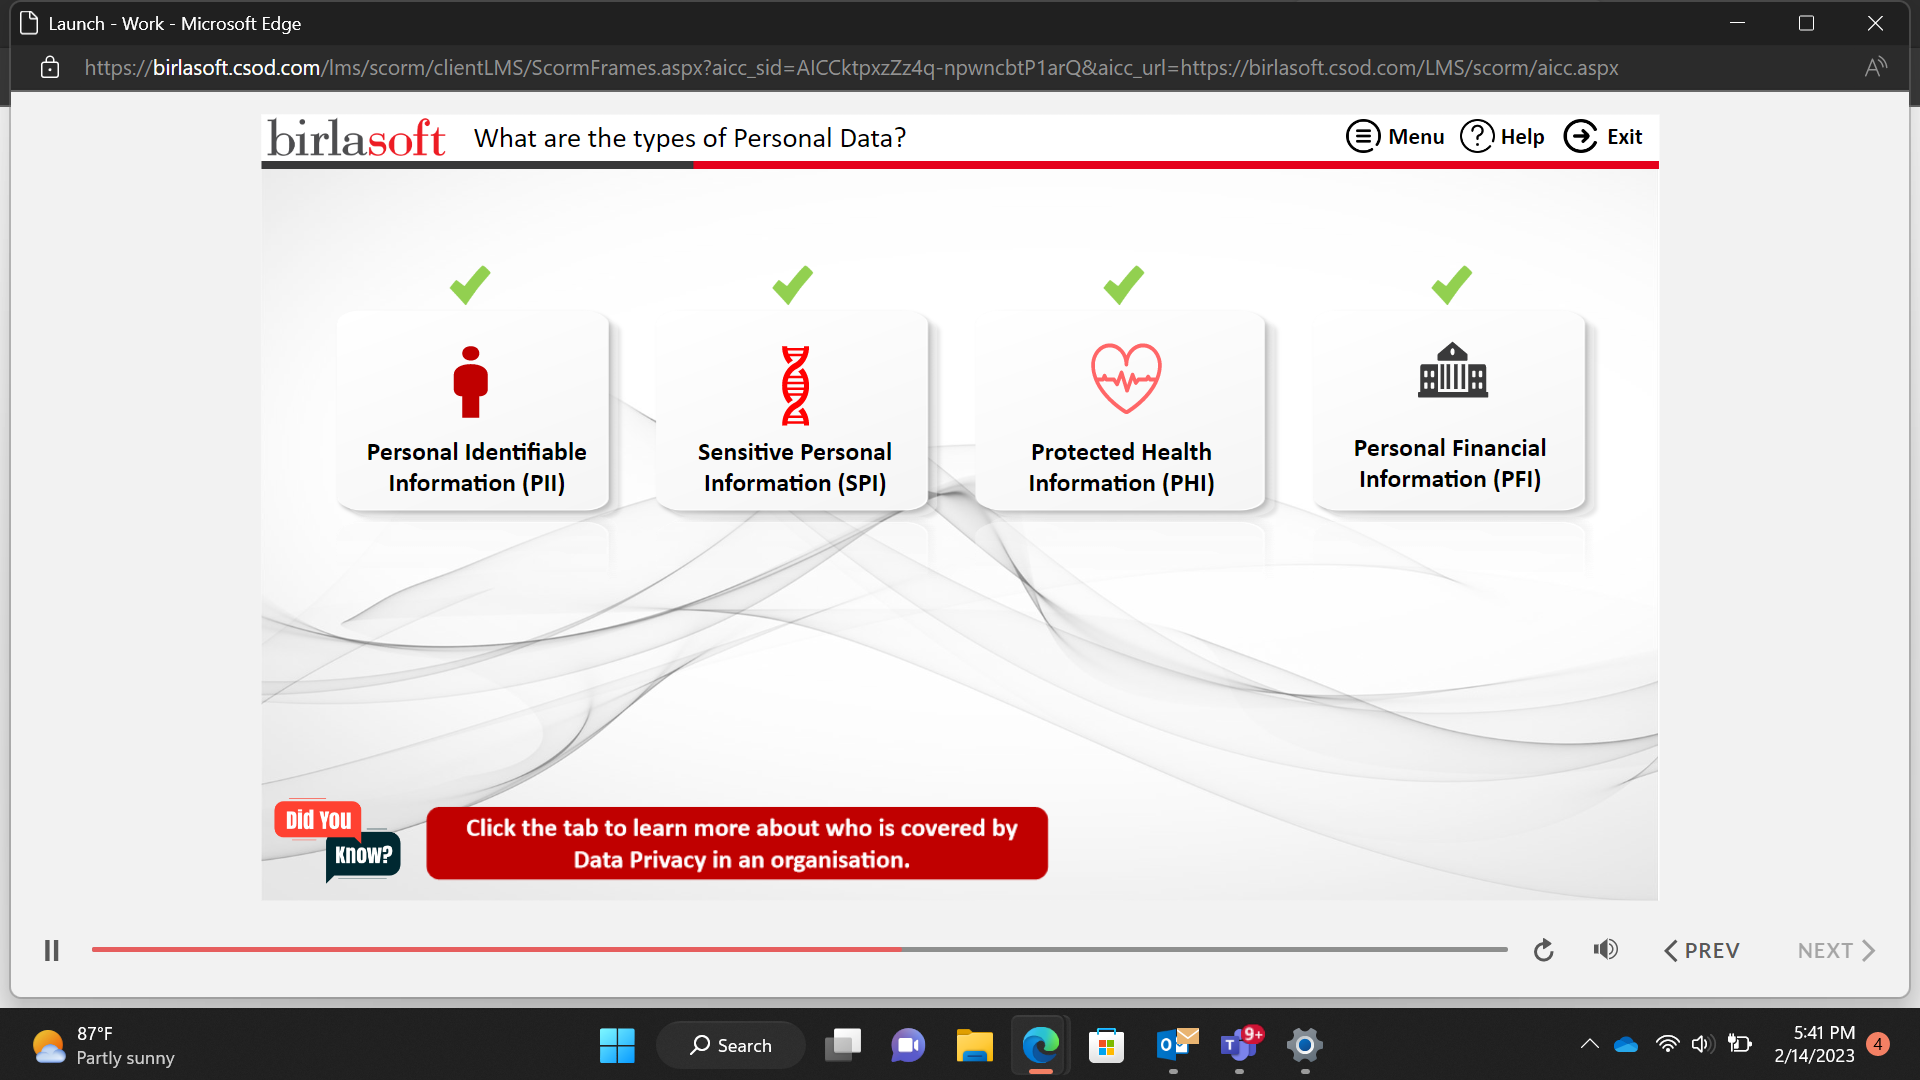 Launch - Work - Microsoft Edge
https://birlasoft.csod.com/lms/scorm/clientLMS/ScormFrames.aspx?aicc_sid=AICCktpxzZz4q-npwncbtP1arQ&aicc_url=https://birlasoft.csod.com/LMS/scorm/aicc.aspx
birlasoft What are the types of Personal Data? Menu Help Exit
Personal Identifiable
Information (PII)
Sensitive Personal
Information (SPI)
Protected Health
Information (PHI)
Personal Financial
Information (PFI)
Did You
Know?
Click the tab to learn more about who is covered by
Data Privacy in an organisation.
PREV NEXT
87°F
Partly sunny
Search
9+
5:41 PM
2/14/2023
4